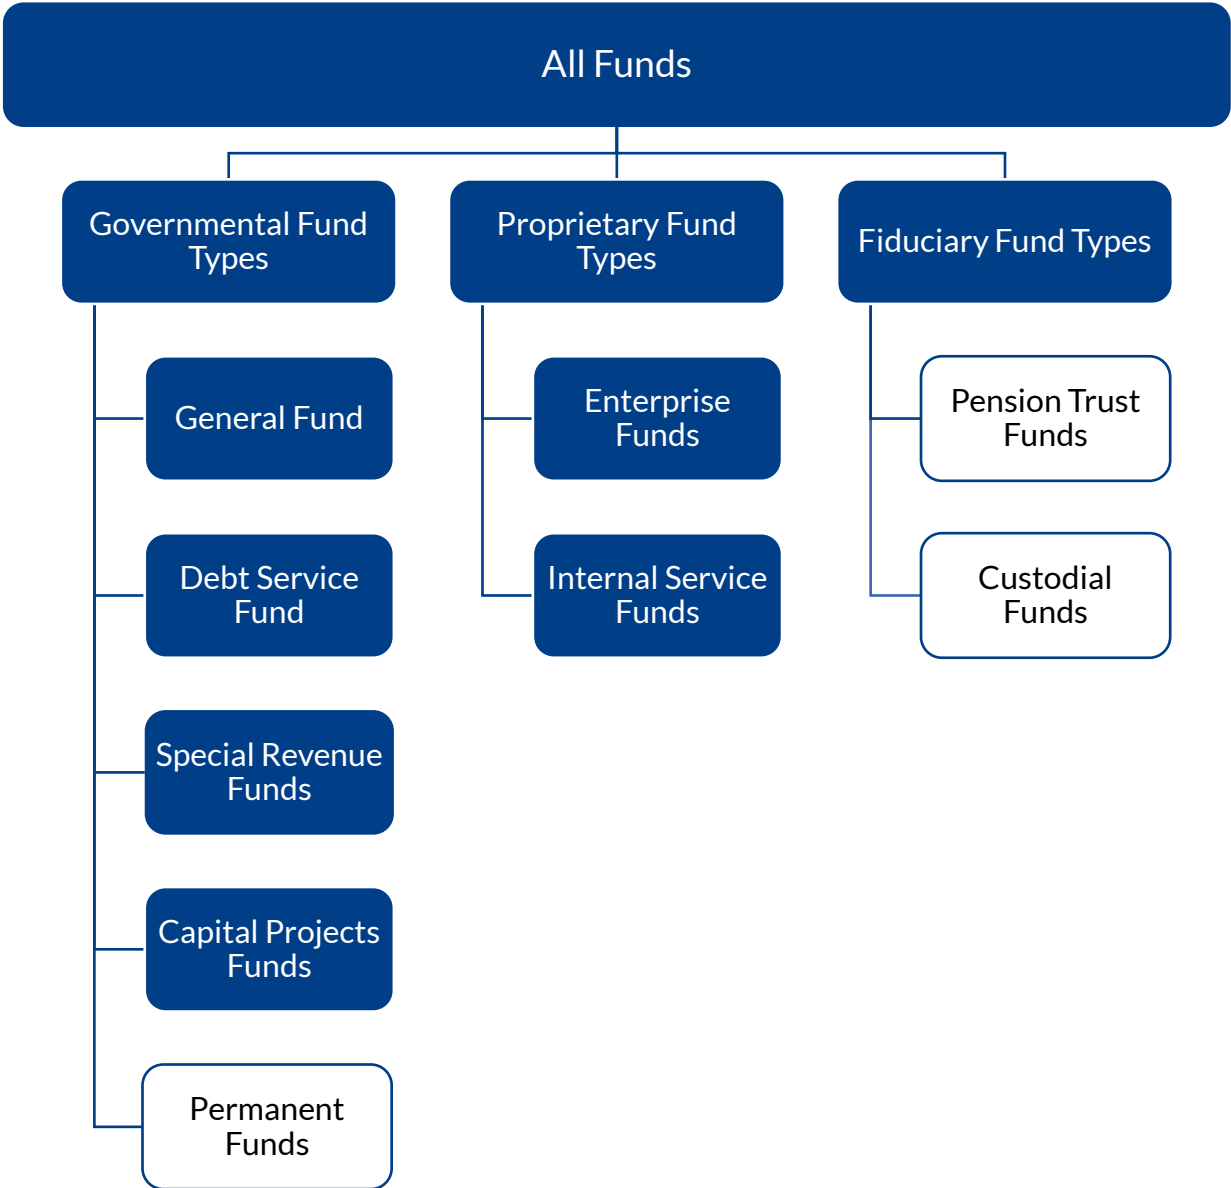 All Funds
Governmental Fund
Types
Proprietary Fund
Types
Fiduciary Fund Types
General Fund
Enterprise
Funds
Pension Trust
Funds
Debt Service
Fund
Internal Service
Funds
Custodial
Funds
Special Revenue
Funds
Capital Projects
Funds
Permanent
Funds